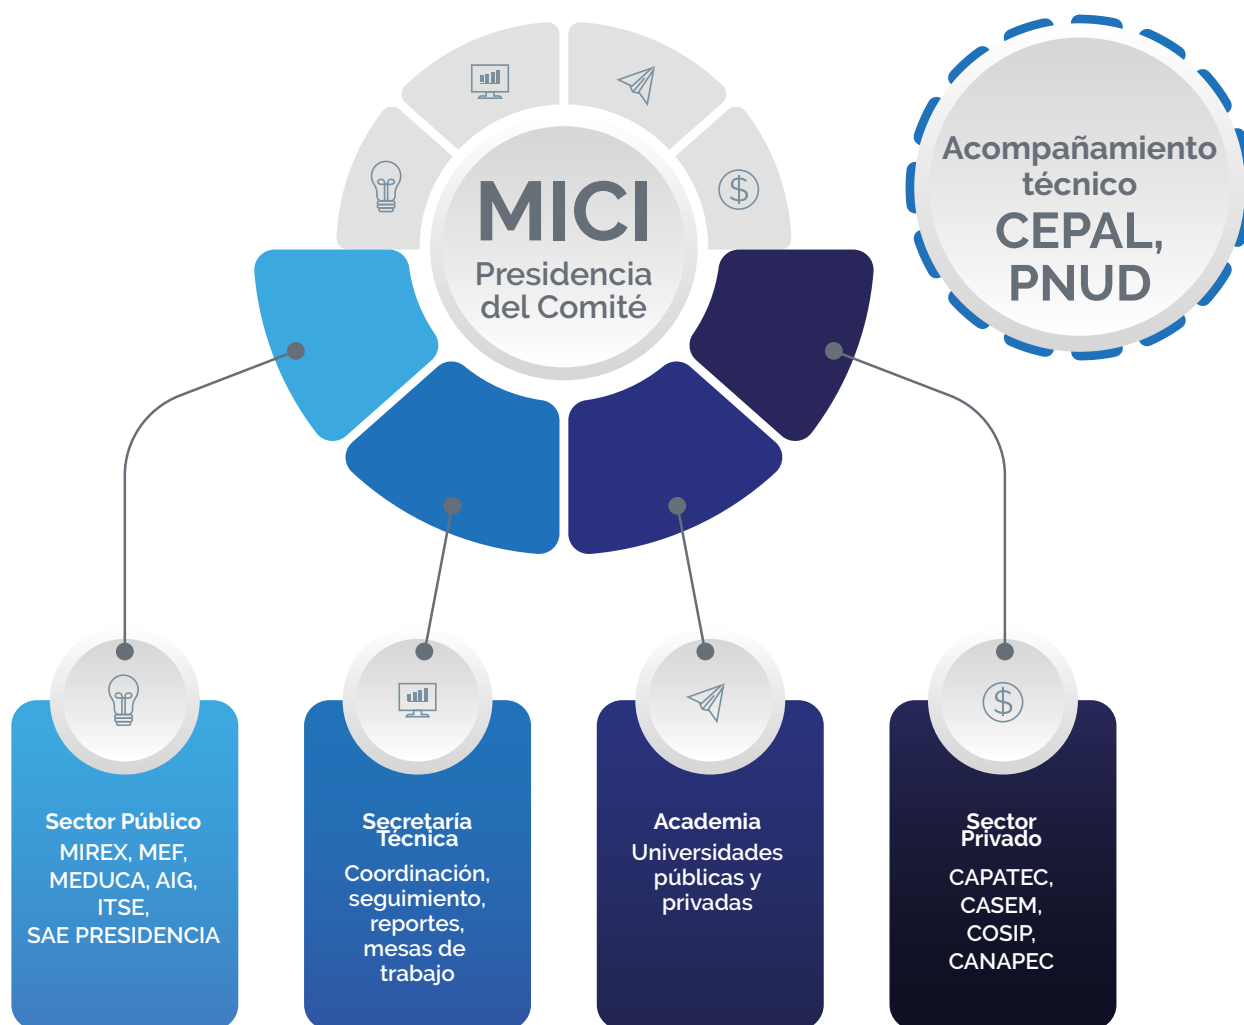 MICI
Presidencia
del Comité
Acompañamiento
técnico
CEPAL,
PNUD
Sector Público
MIREX, MEF,
MEDUCA, AIG,
ITSE,
SAE PRESIDENCIA
Secretaría
Técnica
Coordinación,
seguimiento,
reportes,
mesas de
trabajo
Academia
Universidades
públicas y
privadas
Sector
Privado
CAPATEC,
CASEM,
COSIP,
CANAPEC